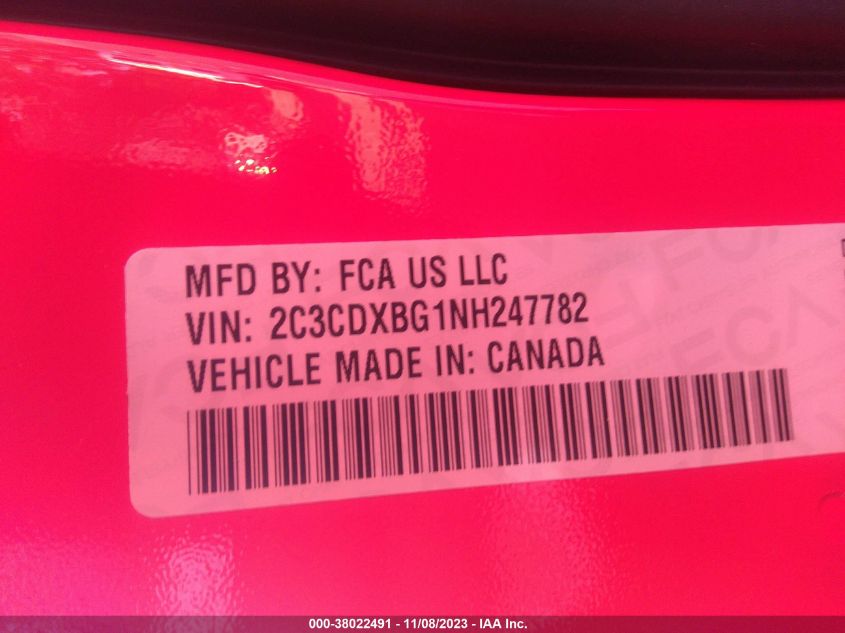 MFD BY: FCA US LLC
VIN: 2C3CDXBG1NH247782
VEHICLE MADE IN: CANADA
000-38022491 - 11/08/2023 - IAA Inc.